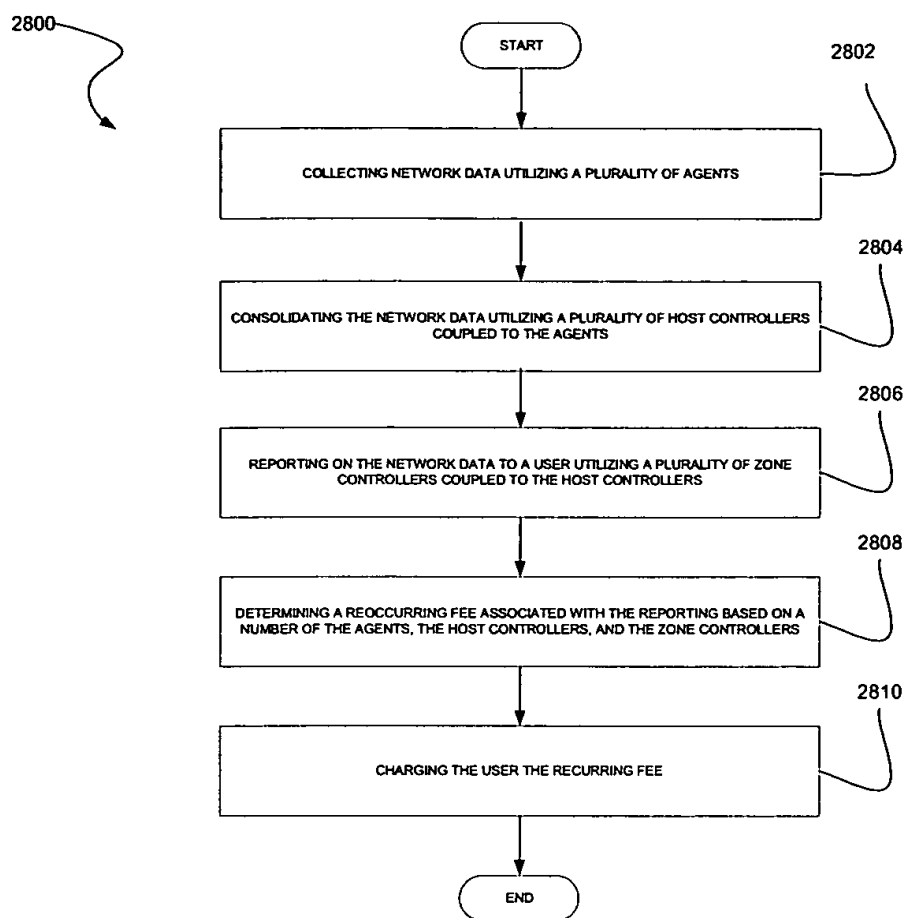 2800
START
2802
COLLECTING NETWORK DATA UTILIZING A PLURALITY OF AGENTS
2804
CONSOLIDATING THE NETWORK DATA UTILIZING A PLURALITY OF HOST CONTROLLERS
COUPLED TO THE AGENTS
2806
REPORTING ON THE NETWORK DATA TO A USER UTILIZING A PLURALITY OF ZONE
CONTROLLERS COUPLED TO THE HOST CONTROLLERS
2808
DETERMINING A REOCCURRING FEE ASSOCIATED WITH THE REPORTING BASED ON A
NUMBER OF THE AGENTS, THE HOST CONTROLLERS, AND THE ZONE CONTROLLERS
2810
CHARGING THE USER THE RECURRING FEE
END